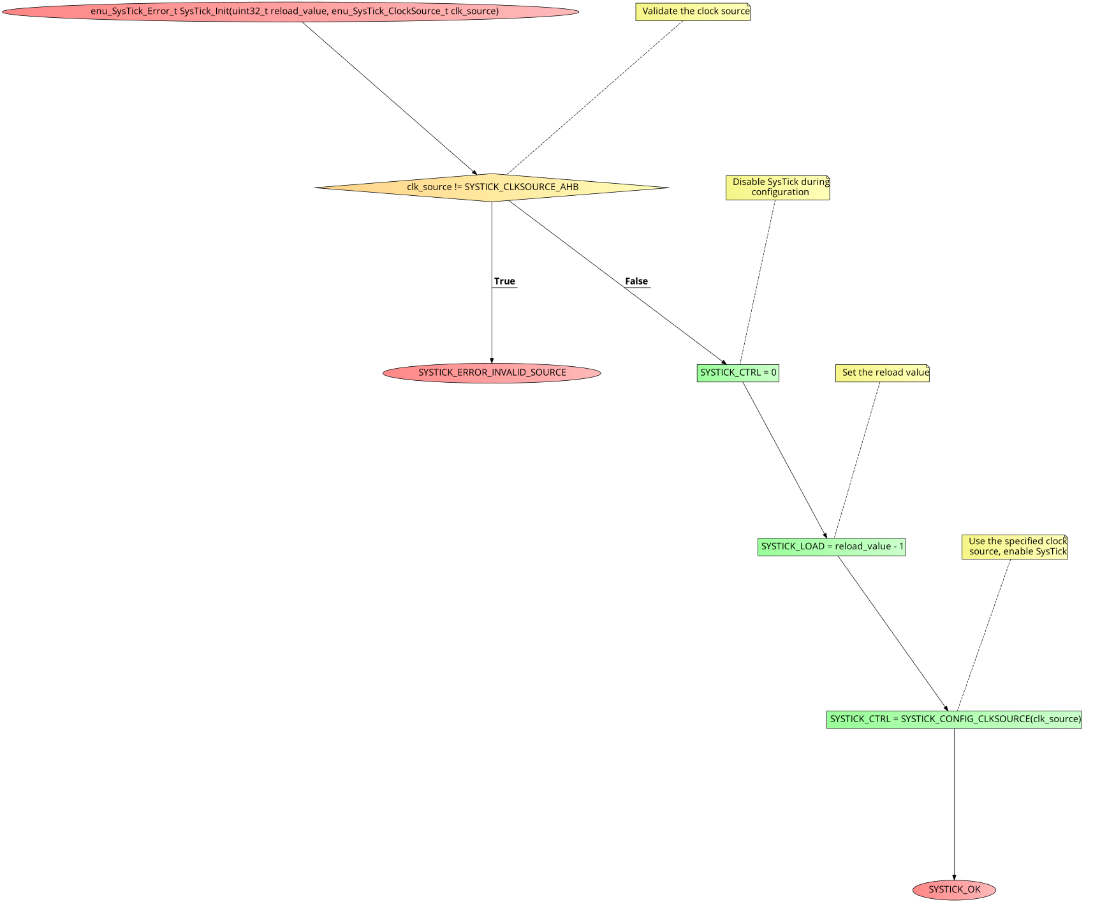 enu_SysTick_Error_t SysTick_Init(uint32_t reload_value, enu_SysTick_ClockSource_t clk_source)
Validate the clock source
clk_source != SYSTICK_CLKSOURCE_AHB
Disable SysTick during
configuration
True
False
SYSTICK_ERROR_INVALID_SOURCE
SYSTICK_CTRL = 0
Set the reload value
SYSTICK_LOAD = reload_value - 1
Use the specified clock
source, enable SysTick
SYSTICK_CTRL = SYSTICK_CONFIG_CLKSOURCE(clk_source)
SYSTICK_OK